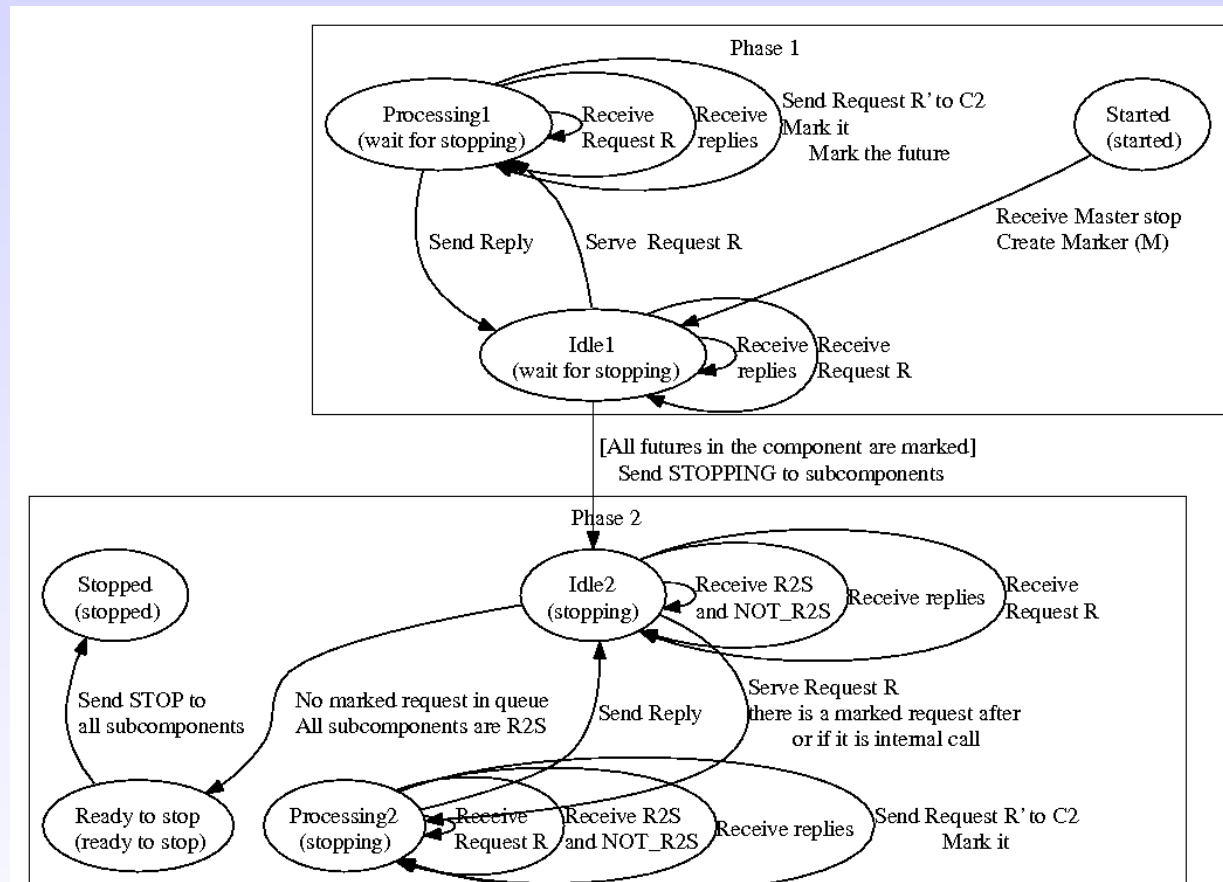 Phase 1
Processing1
(wait for stopping)
Receive
Request R
Receive
replies
Send Request R' to C2
Mark it
Mark the future
Started
(started)
Send Reply
Serve Request R
Receive Master stop
Create Marker (M)
Idle1
(wait for stopping)
Receive
replies
Receive
Request R
[All futures in the component are marked]
Send STOPPING to subcomponents
Phase 2
Stopped
(stopped)
Idle2
(stopping)
Receive R2S
and NOT_R2S
Receive replies
Receive
Request R
Send STOP to
all subcomponents
No marked request in queue
All subcomponents are R2S
Send Reply
Serve Request R
there is a marked request after
or if it is internal call
Ready to stop
(ready to stop)
Processing2
(stopping)
Receive
Request R
Receive R2S
and NOT_R2S
Receive replies
Send Request R' to C2
Mark it